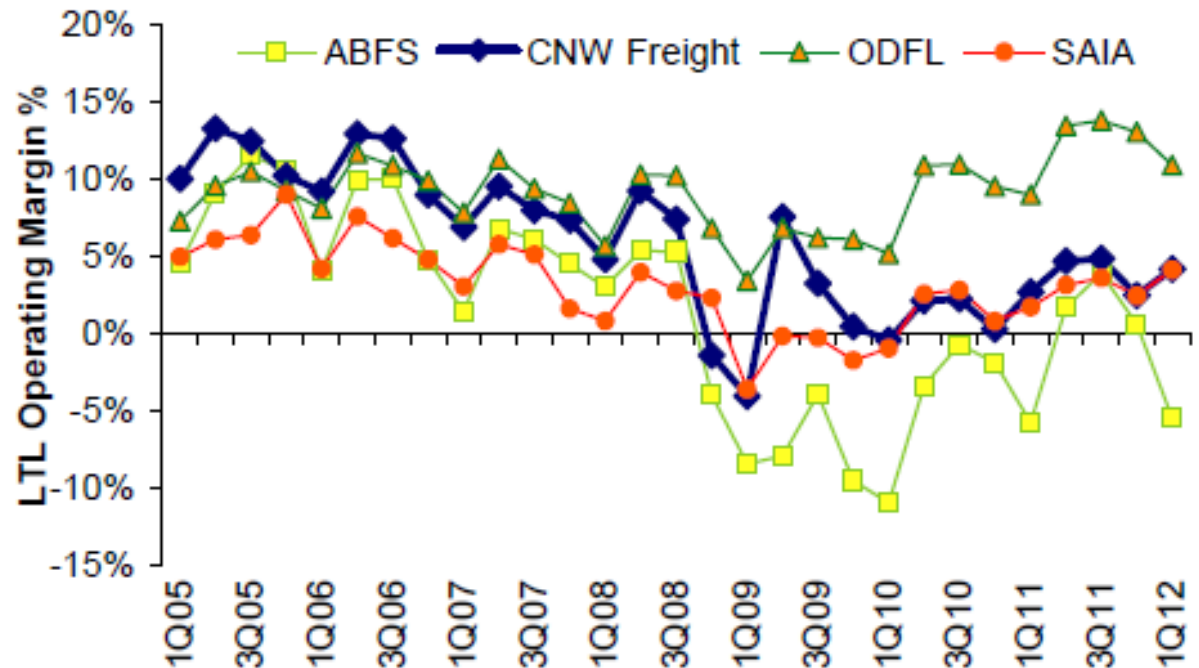 20%
ABFS CNW Freight ODFL SAIA
15%
10%
5%
0%
-5%
-10%
-15%
LTL Operating Margin %
1Q05 3Q05 1Q06 3Q06 1Q07 3Q07 1Q08 3Q08 1Q09 3Q09 1Q10 3Q10 1Q11 3Q11 1Q12